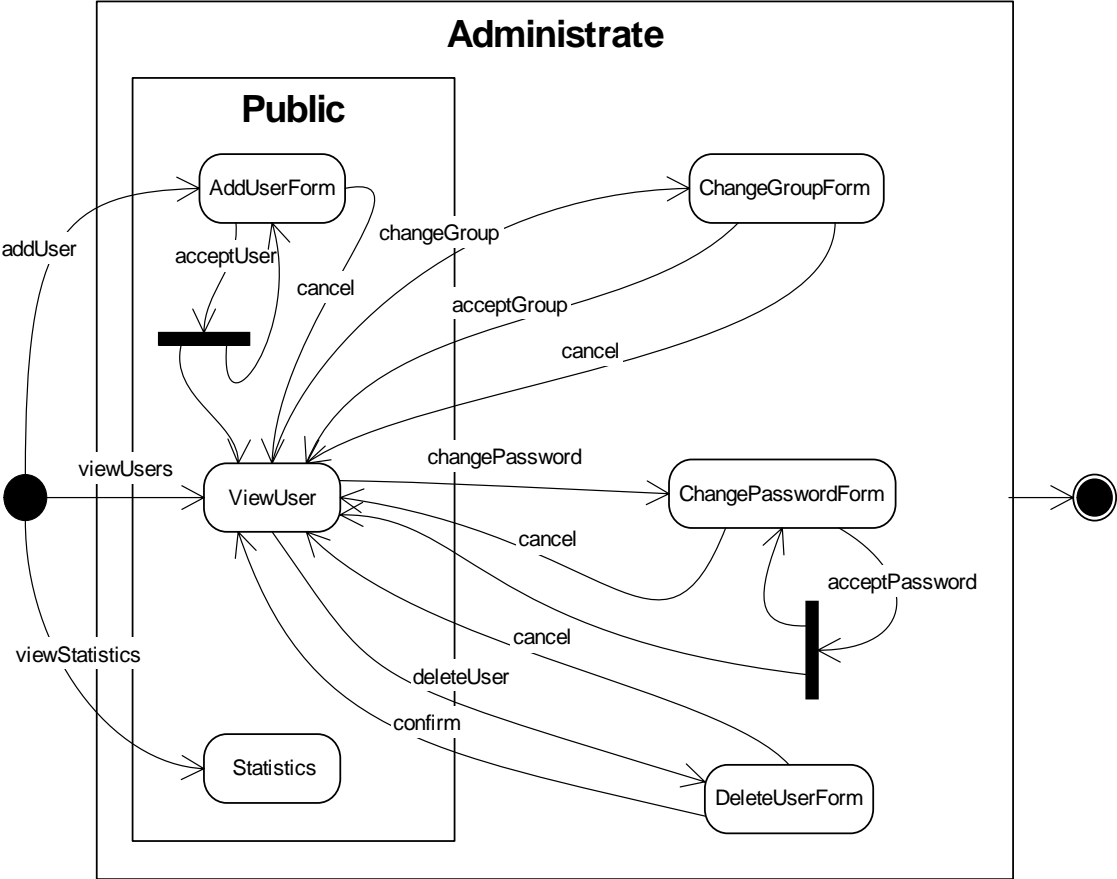 Administrate
Public
AddUserForm
ChangeGroupForm
changeGroup
addUser
acceptUser
cancel
acceptGroup
cancel
changePassword
viewUsers
ViewUser
ChangePasswordForm
cancel
acceptPassword
cancel
viewStatistics
deleteUser
confirm
Statistics
DeleteUserForm